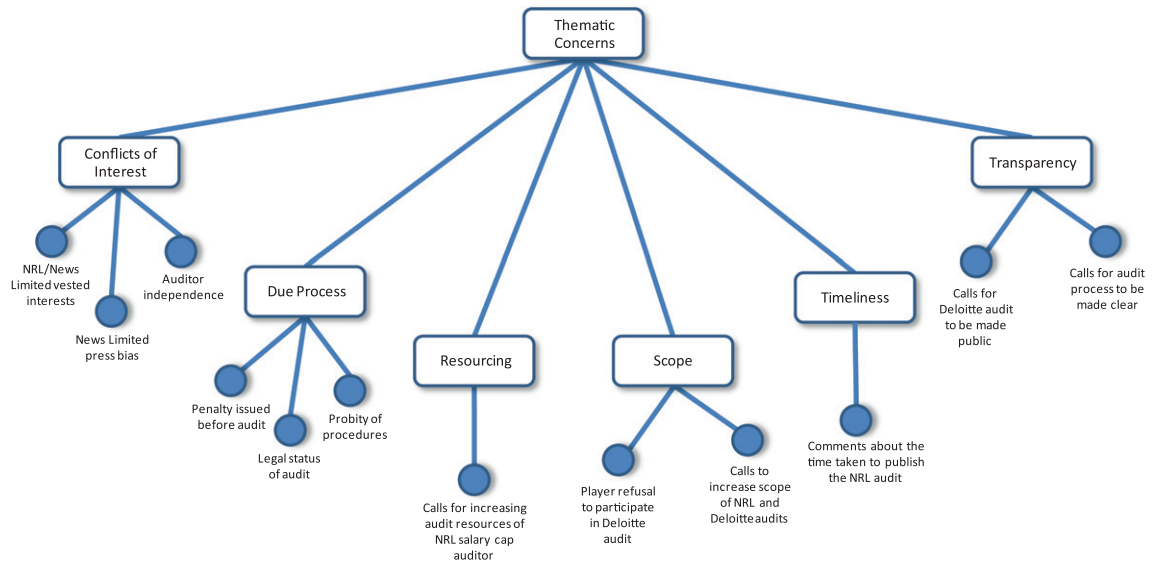 Thematic
Concerns
Conflicts of
Interest
NRL/News
Limited vested
interests
News Limited
press bias
Auditor
independence
Due Process
Penalty issued
before audit
Legal status
of audit
Probity of
procedures
Resourcing
Calls for increasing
audit resources of
NRL salary cap
auditor
Scope
Player refusal
to participate
in Deloitte
audit
Calls to
increase scope
of NRL and
Deloitte audits
Timeliness
Comments about the
time taken to publish
the NRL audit
Transparency
Calls for
Deloitte audit
to be made
public
Calls for audit
process to be
made clear